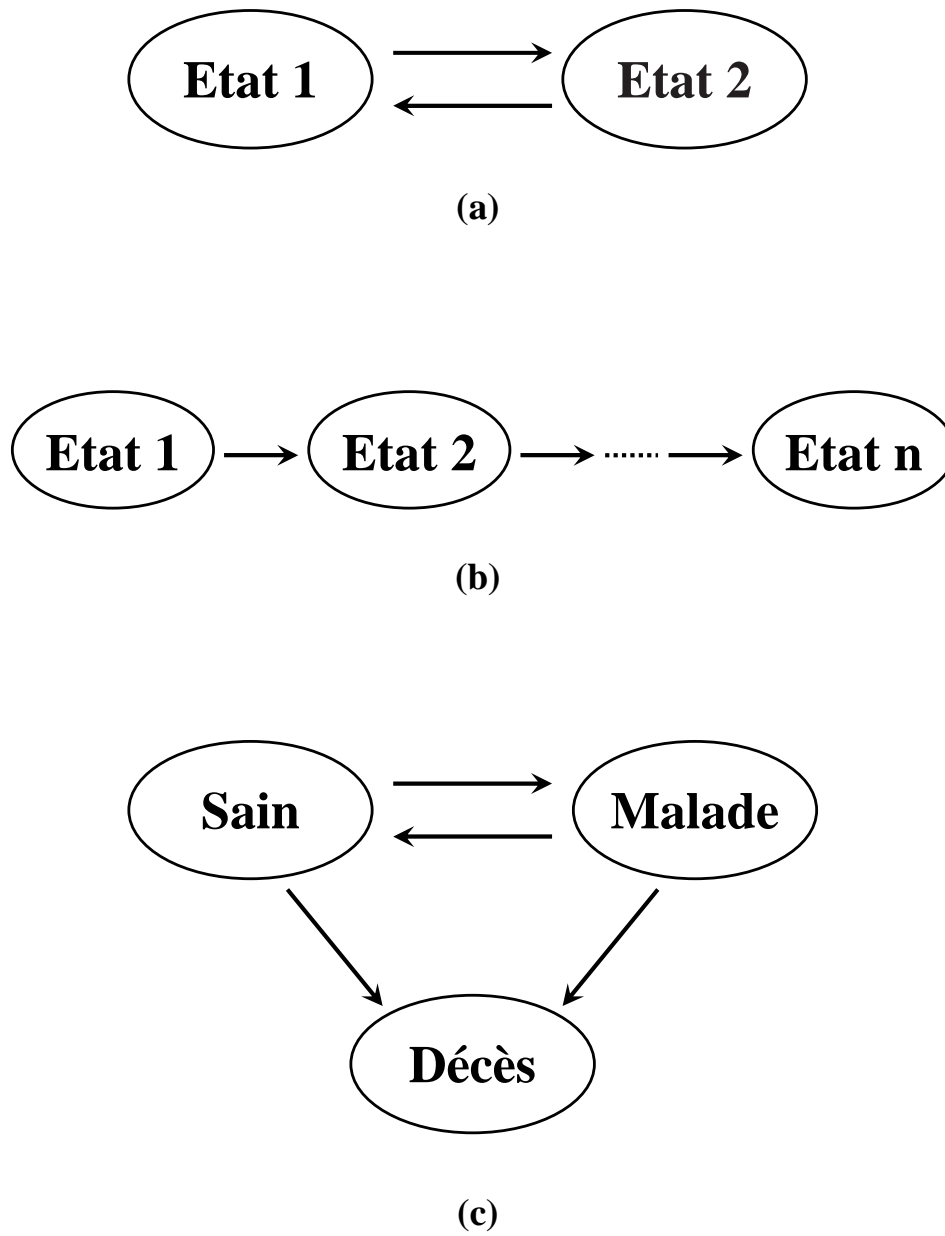 Etat 1 Etat 2
(a)
Etat 1 Etat 2 Etat n
(b)
Sain Malade
Décès
(c)